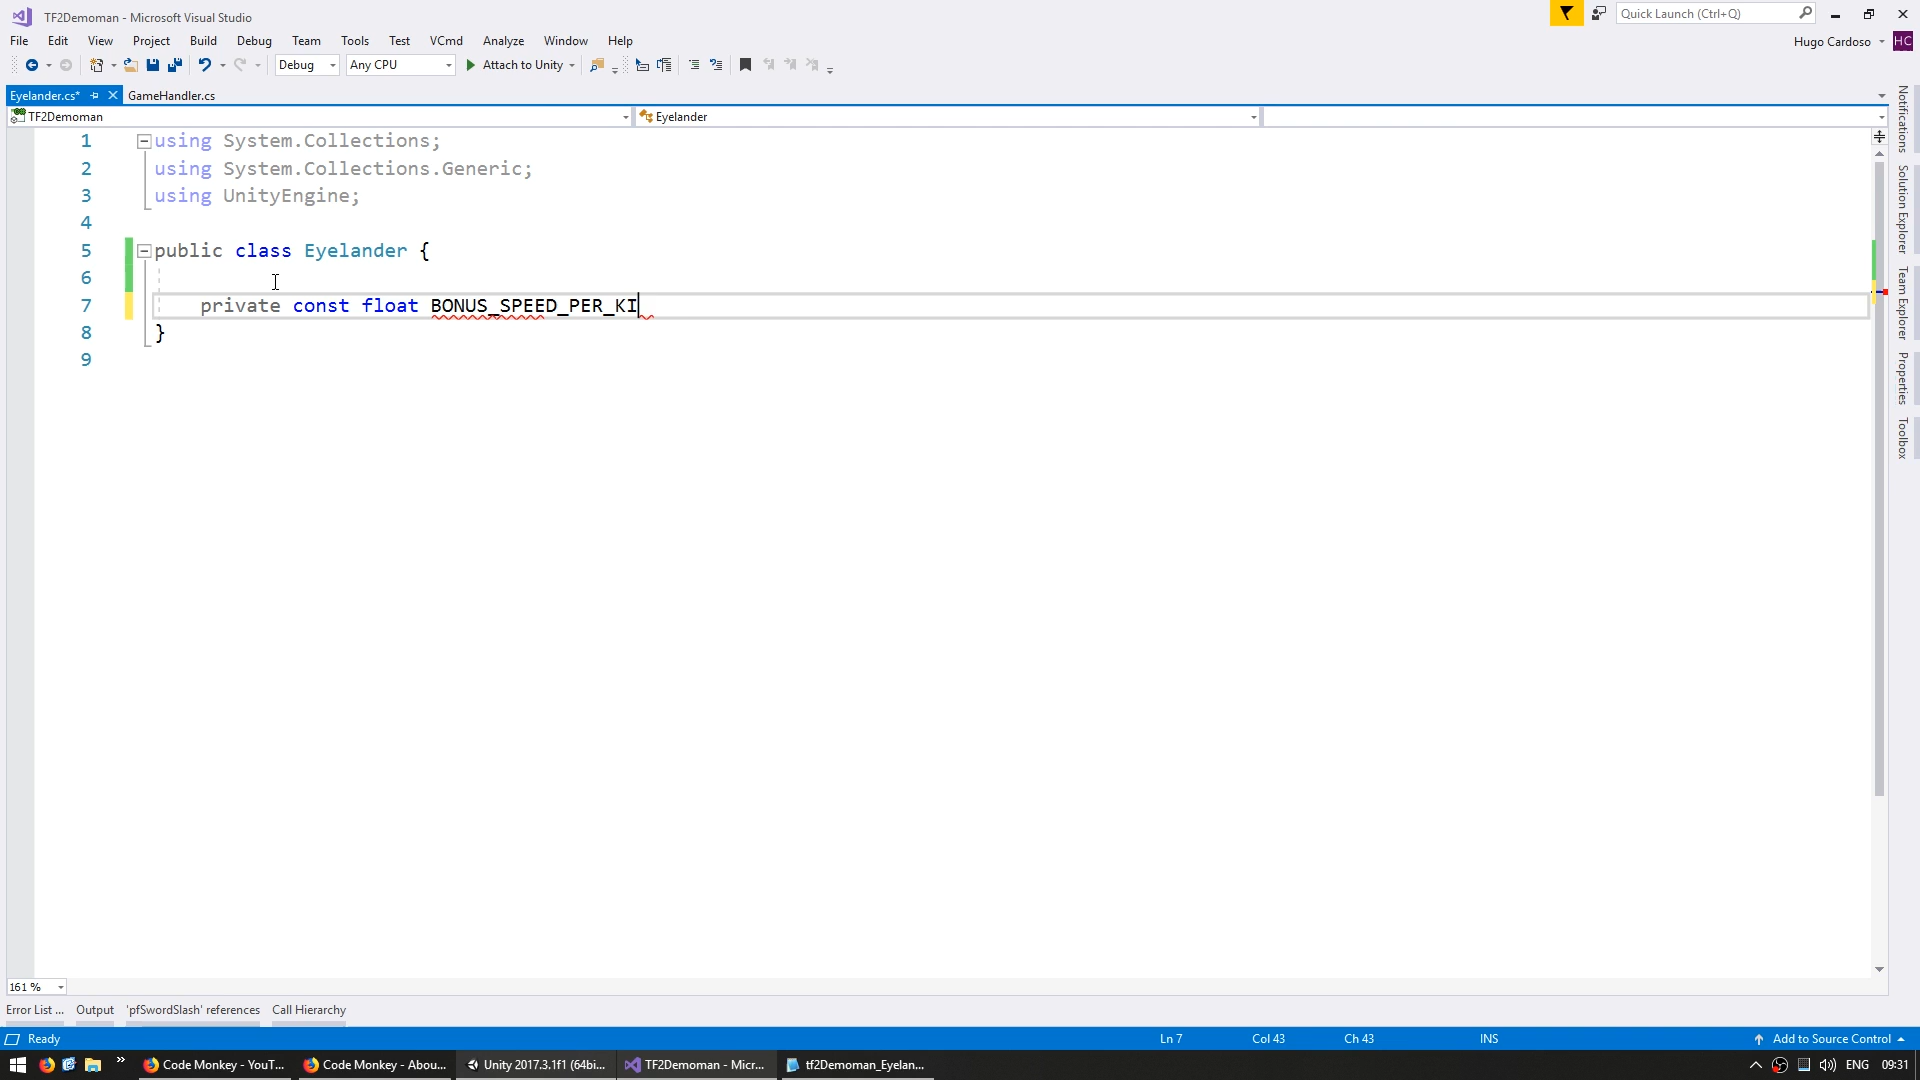 TF2Demoman - Microsoft Visual Studio
Quick Launch (Ctrl+Q)
File Edit View Project Build Debug Team Tools Test VCmd Analyze Window Help
Hugo Cardoso HC
Debug Any CPU Attach to Unity
Eyelander.cs* GameHandler.cs
TF2Demoman Eyelander
1 using System.Collections;
2 using System.Collections.Generic;
3 using UnityEngine;
4
5 public class Eyelander {
6
7 private const float BONUS_SPEED_PER_KI
8 }
9
Notifications
Solution Explorer
Team Explorer
Properties
Toolbox
161 %
Error List ... Output 'pfSwordSlash' references Call Hierarchy
Ready Ln 7 Col 43 Ch 43 INS Add to Source Control
Code Monkey - YouT... Code Monkey - Abou... Unity 2017.3.1f1 (64bi... TF2Demoman - Micr... tf2Demoman_Eyelan... ENG 09:31